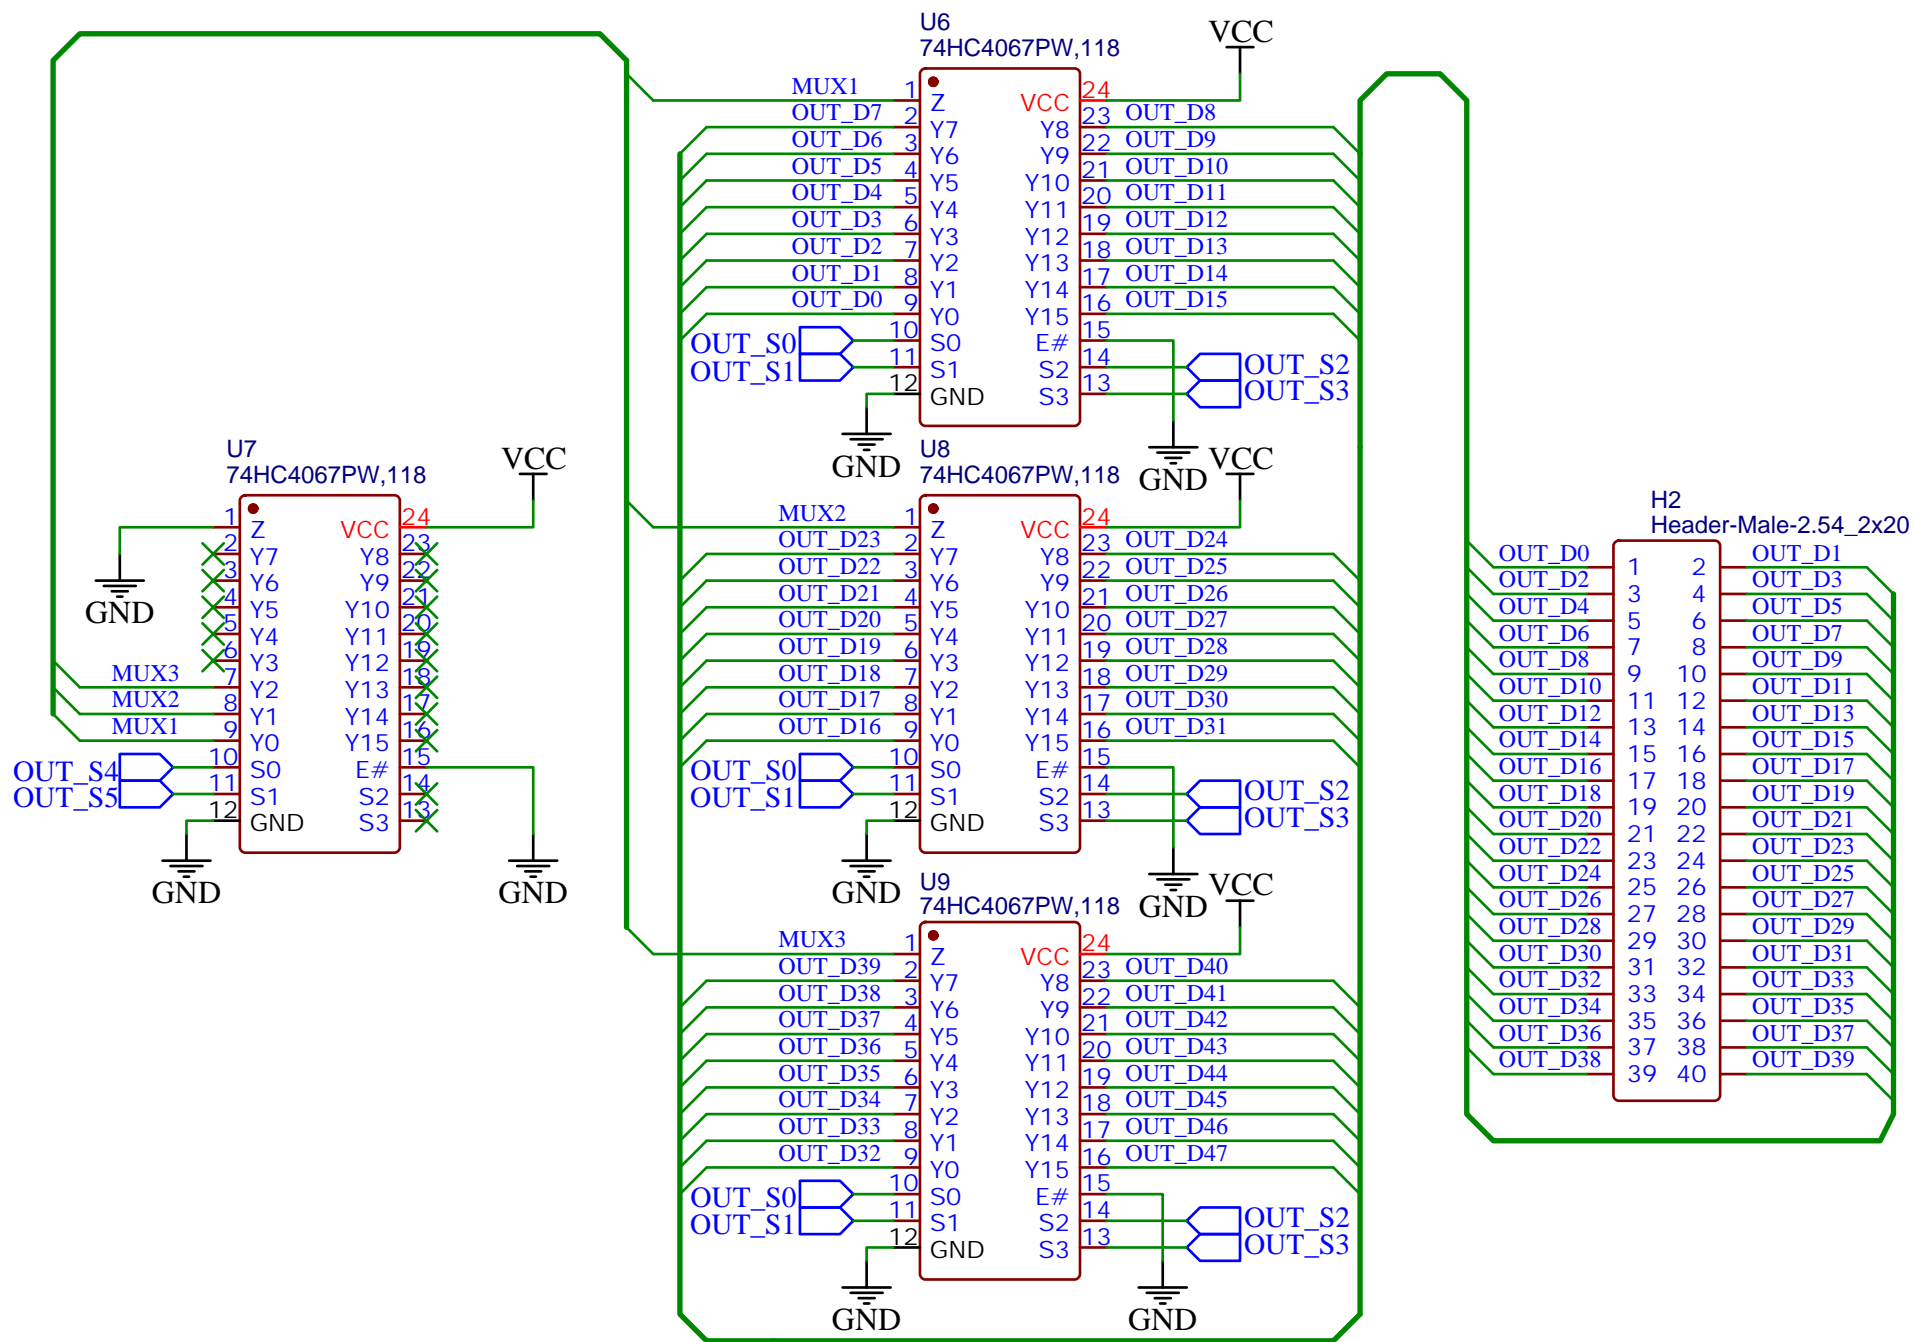 U6
74HC4067PW,118
VCC
MUX1 1 Z VCC 24
OUT_D7 2 Y7 Y8 23 OUT_D8
OUT_D6 3 Y6 Y9 22 OUT_D9
OUT_D5 4 Y5 Y10 21 OUT_D10
OUT_D4 5 Y4 Y11 20 OUT_D11
OUT_D3 6 Y3 Y12 19 OUT_D12
OUT_D2 7 Y2 Y13 18 OUT_D13
OUT_D1 8 Y1 Y14 17 OUT_D14
OUT_D0 9 Y0 Y15 16 OUT_D15
OUT_S0 10 S0 E# 15
OUT_S1 11 S1 S2 14 OUT_S2
12 GND S3 13 OUT_S3
GND GND
U7
74HC4067PW,118
VCC
1 Z VCC 24
2 Y7 Y8 23
3 Y6 Y9 22
4 Y5 Y10 21
5 Y4 Y11 20
6 Y3 Y12 19
MUX3 7 Y2 Y13 18
MUX2 8 Y1 Y14 17
MUX1 9 Y0 Y15 16
OUT_S4 10 S0 E# 15
OUT_S5 11 S1 S2 14
12 GND S3 13
GND
GND GND
U8
74HC4067PW,118
VCC
MUX2 1 Z VCC 24
OUT_D23 2 Y7 Y8 23 OUT_D24
OUT_D22 3 Y6 Y9 22 OUT_D25
OUT_D21 4 Y5 Y10 21 OUT_D26
OUT_D20 5 Y4 Y11 20 OUT_D27
OUT_D19 6 Y3 Y12 19 OUT_D28
OUT_D18 7 Y2 Y13 18 OUT_D29
OUT_D17 8 Y1 Y14 17 OUT_D30
OUT_D16 9 Y0 Y15 16 OUT_D31
OUT_S0 10 S0 E# 15
OUT_S1 11 S1 S2 14 OUT_S2
12 GND S3 13 OUT_S3
GND GND
U9
74HC4067PW,118
VCC
MUX3 1 Z VCC 24
OUT_D39 2 Y7 Y8 23 OUT_D40
OUT_D38 3 Y6 Y9 22 OUT_D41
OUT_D37 4 Y5 Y10 21 OUT_D42
OUT_D36 5 Y4 Y11 20 OUT_D43
OUT_D35 6 Y3 Y12 19 OUT_D44
OUT_D34 7 Y2 Y13 18 OUT_D45
OUT_D33 8 Y1 Y14 17 OUT_D46
OUT_D32 9 Y0 Y15 16 OUT_D47
OUT_S0 10 S0 E# 15
OUT_S1 11 S1 S2 14 OUT_S2
12 GND S3 13 OUT_S3
GND GND
H2
Header-Male-2.54_2x20
OUT_D0 1 2 OUT_D1
OUT_D2 3 4 OUT_D3
OUT_D4 5 6 OUT_D5
OUT_D6 7 8 OUT_D7
OUT_D8 9 10 OUT_D9
OUT_D10 11 12 OUT_D11
OUT_D12 13 14 OUT_D13
OUT_D14 15 16 OUT_D15
OUT_D16 17 18 OUT_D17
OUT_D18 19 20 OUT_D19
OUT_D20 21 22 OUT_D21
OUT_D22 23 24 OUT_D23
OUT_D24 25 26 OUT_D25
OUT_D26 27 28 OUT_D27
OUT_D28 29 30 OUT_D29
OUT_D30 31 32 OUT_D31
OUT_D32 33 34 OUT_D33
OUT_D34 35 36 OUT_D35
OUT_D36 37 38 OUT_D37
OUT_D38 39 40 OUT_D39